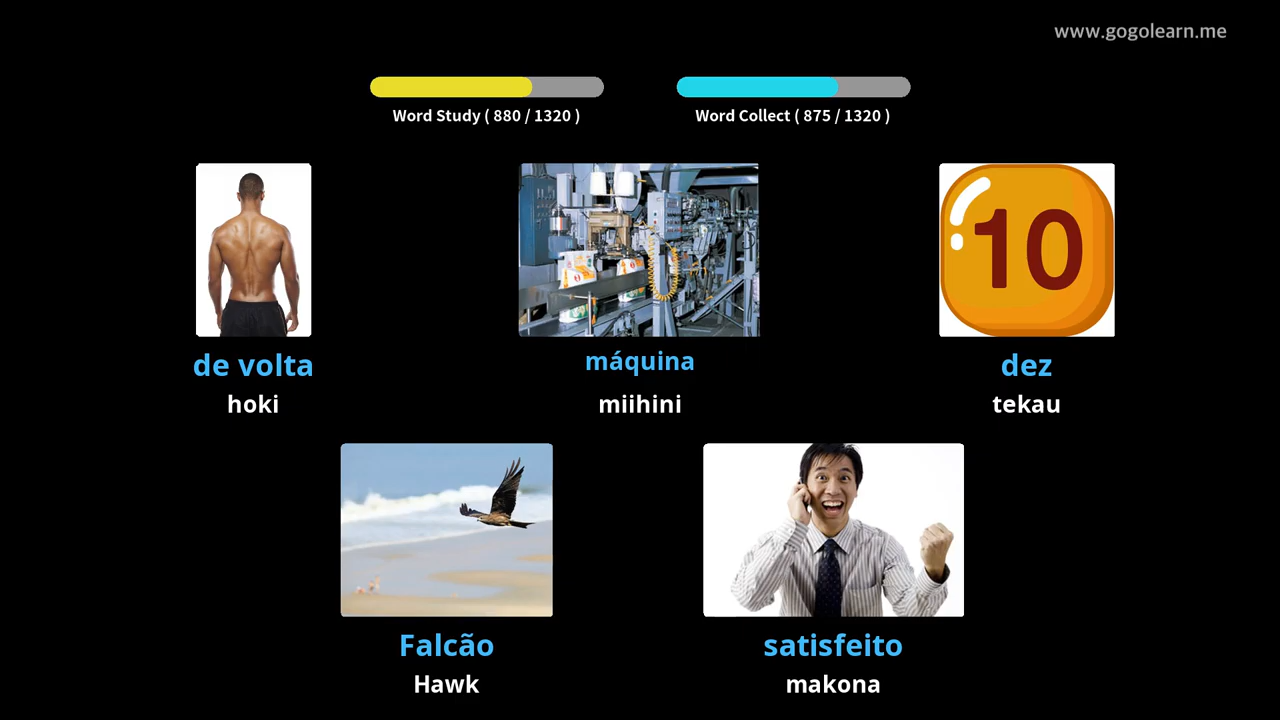 www.gogolearn.me
Word Study ( 880 / 1320 )
Word Collect ( 875 / 1320 )
10
de volta
hoki
máquina
miihini
dez
tekau
Falcão
Hawk
satisfeito
makona